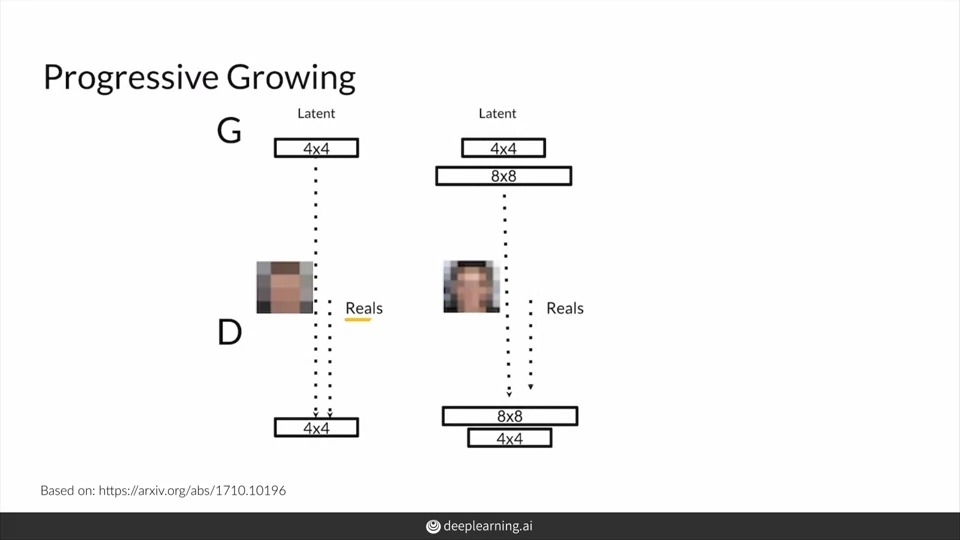 Progressive Growing
Latent
Latent
G
4x4
4x4
8x8
Reals
Reals
D
8x8
4x4
4x4
Based on: https://arxiv.org/abs/1710.10196
deeplearning.ai